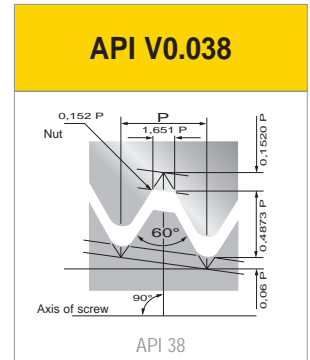 API V0.038
0,152 P
P
Nut
1,651 P
0,1520 P
0,4873 P
60°
0,06 P
90°
Axis of screw
API 38